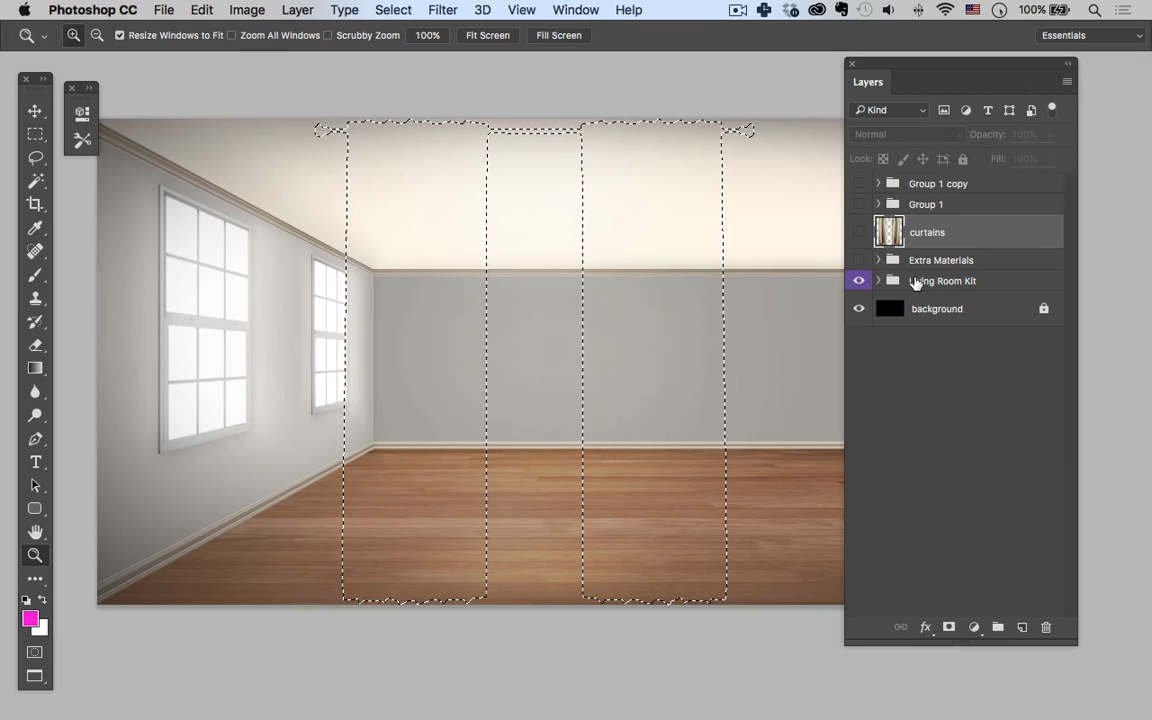 Photoshop CC File Edit Image Layer Type Select Filter 3D View Window Help 100%
Resize Windows to Fit Zoom All Windows Scrubby Zoom 100% Fit Screen Fill Screen Essentials
Layers
Kind
Normal Opacity: 100%
Lock: Fill: 100%
Group 1 copy
Group 1
curtains
Extra Materials
Living Room Kit
background
fx